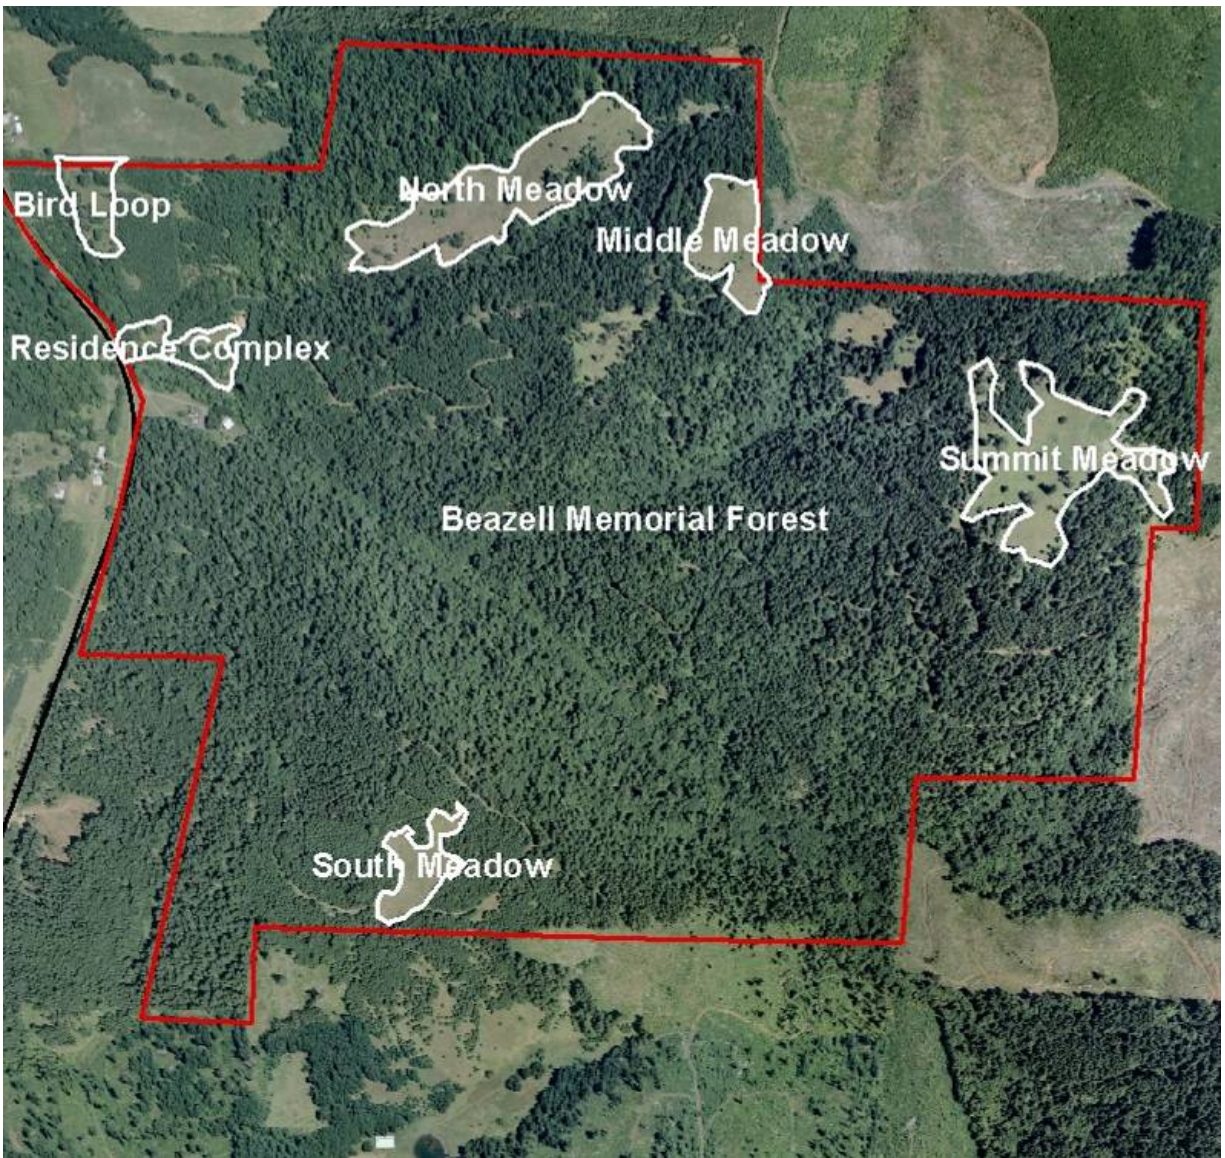 North Meadow
Bird Loop
Middle Meadow
Residence Complex
Summit Meadow
Beazell Memorial Forest
South Meadow